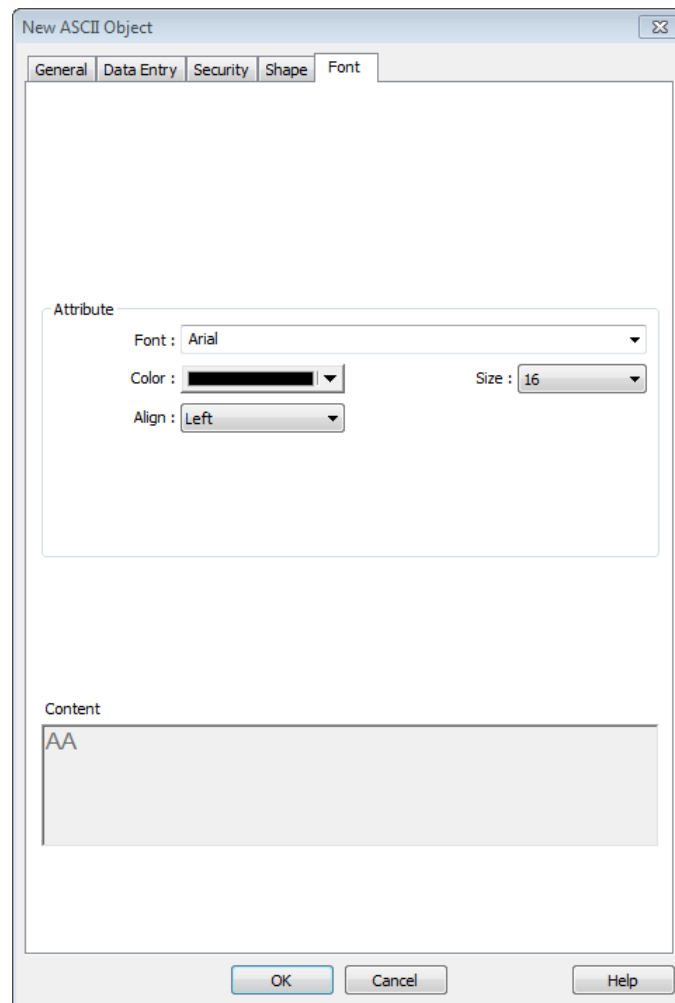 New ASCII Object
General Data Entry Security Shape Font
Attribute
Font : Arial
Color : Size : 16
Align : Left
Content
AA
OK Cancel Help